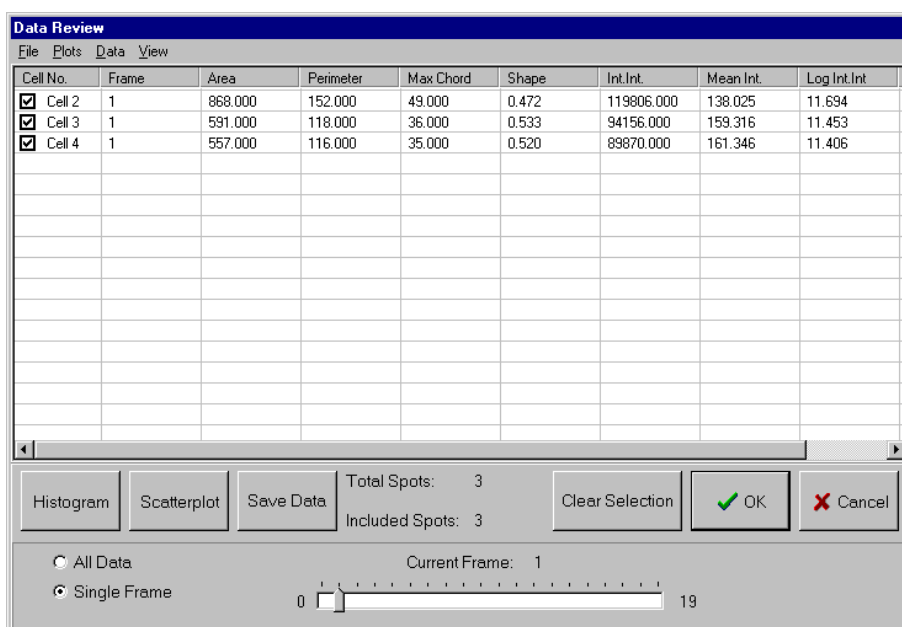 Data Review
File Plots Data View
Cell No. Frame Area Perimeter Max Chord Shape Int.Int. Mean Int. Log Int.Int
Cell 2 1 868.000 152.000 49.000 0.472 119806.000 138.025 11.694
Cell 3 1 591.000 118.000 36.000 0.533 94156.000 159.316 11.453
Cell 4 1 557.000 116.000 35.000 0.520 89870.000 161.346 11.406
Histogram Scatterplot Save Data Total Spots: 3 Clear Selection OK Cancel
Included Spots: 3
All Data Current Frame: 1
Single Frame 0 19